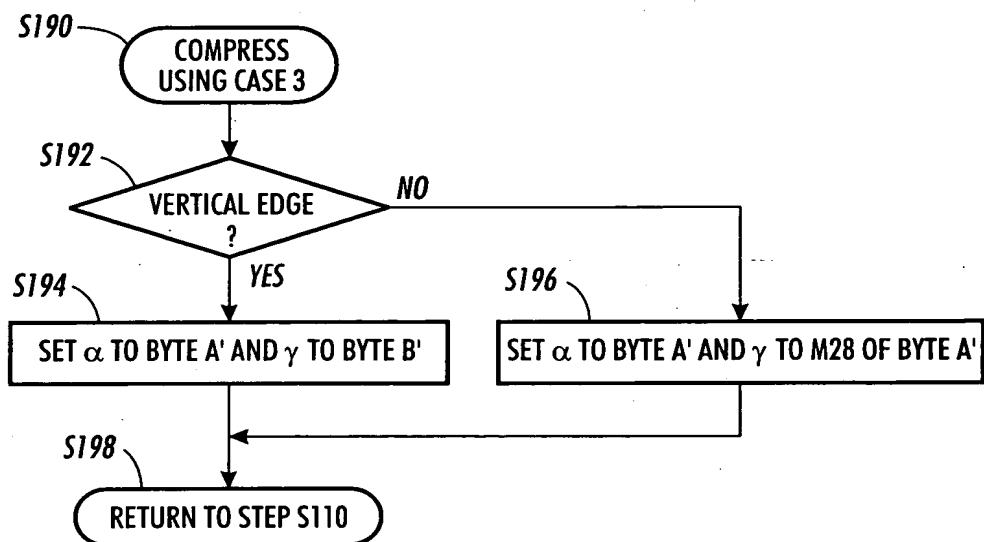 S190
COMPRESS
USING CASE 3
S192
VERTICAL EDGE
?
NO
YES
S194
SET α TO BYTE A' AND γ TO BYTE B'
S196
SET α TO BYTE A' AND γ TO M28 OF BYTE A'
S198
RETURN TO STEP S110